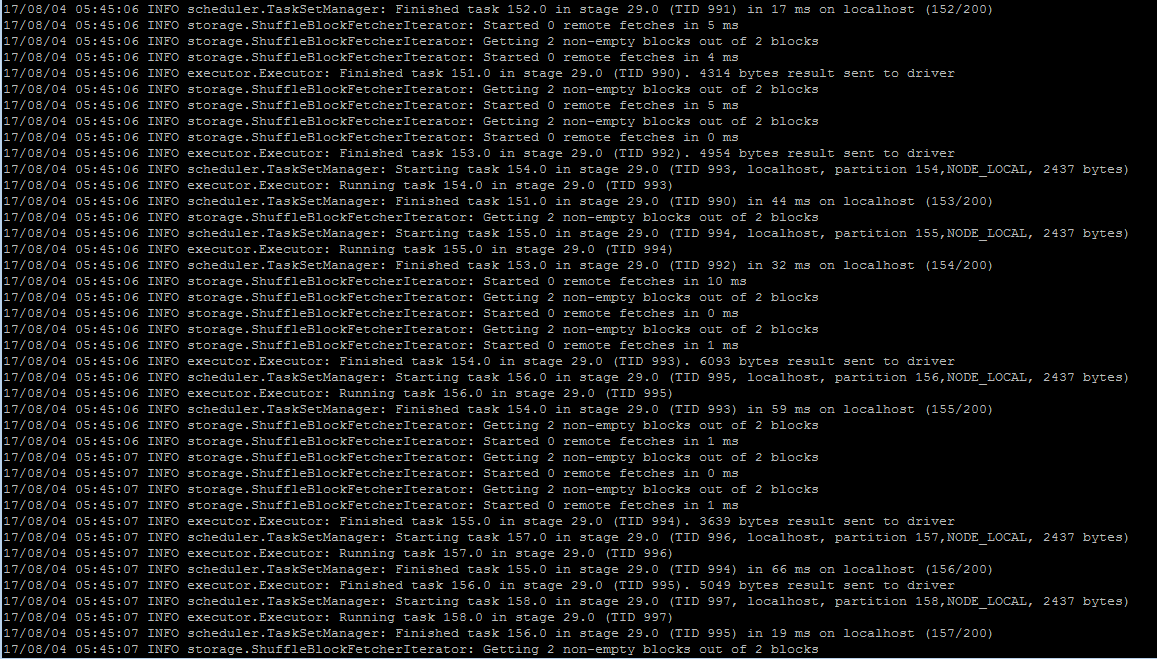 17/08/04 05:45:06 INFO scheduler.TaskSetManager: Finished task 152.0 in stage 29.0 (TID 991) in 17 ms on localhost (152/200)
17/08/04 05:45:06 INFO storage.ShuffleBlockFetcherIterator: Started 0 remote fetches in 5 ms
17/08/04 05:45:06 INFO storage.ShuffleBlockFetcherIterator: Getting 2 non-empty blocks out of 2 blocks
17/08/04 05:45:06 INFO storage.ShuffleBlockFetcherIterator: Started 0 remote fetches in 4 ms
17/08/04 05:45:06 INFO executor.Executor: Finished task 151.0 in stage 29.0 (TID 990). 4314 bytes result sent to driver
17/08/04 05:45:06 INFO storage.ShuffleBlockFetcherIterator: Getting 2 non-empty blocks out of 2 blocks
17/08/04 05:45:06 INFO storage.ShuffleBlockFetcherIterator: Started 0 remote fetches in 5 ms
17/08/04 05:45:06 INFO storage.ShuffleBlockFetcherIterator: Getting 2 non-empty blocks out of 2 blocks
17/08/04 05:45:06 INFO storage.ShuffleBlockFetcherIterator: Started 0 remote fetches in 0 ms
17/08/04 05:45:06 INFO executor.Executor: Finished task 153.0 in stage 29.0 (TID 992). 4954 bytes result sent to driver
17/08/04 05:45:06 INFO scheduler.TaskSetManager: Starting task 154.0 in stage 29.0 (TID 993, localhost, partition 154,NODE_LOCAL, 2437 bytes)
17/08/04 05:45:06 INFO executor.Executor: Running task 154.0 in stage 29.0 (TID 993)
17/08/04 05:45:06 INFO scheduler.TaskSetManager: Finished task 151.0 in stage 29.0 (TID 990) in 44 ms on localhost (153/200)
17/08/04 05:45:06 INFO storage.ShuffleBlockFetcherIterator: Getting 2 non-empty blocks out of 2 blocks
17/08/04 05:45:06 INFO scheduler.TaskSetManager: Starting task 155.0 in stage 29.0 (TID 994, localhost, partition 155,NODE_LOCAL, 2437 bytes)
17/08/04 05:45:06 INFO executor.Executor: Running task 155.0 in stage 29.0 (TID 994)
17/08/04 05:45:06 INFO scheduler.TaskSetManager: Finished task 153.0 in stage 29.0 (TID 992) in 32 ms on localhost (154/200)
17/08/04 05:45:06 INFO storage.ShuffleBlockFetcherIterator: Started 0 remote fetches in 10 ms
17/08/04 05:45:06 INFO storage.ShuffleBlockFetcherIterator: Getting 2 non-empty blocks out of 2 blocks
17/08/04 05:45:06 INFO storage.ShuffleBlockFetcherIterator: Started 0 remote fetches in 0 ms
17/08/04 05:45:06 INFO storage.ShuffleBlockFetcherIterator: Getting 2 non-empty blocks out of 2 blocks
17/08/04 05:45:06 INFO storage.ShuffleBlockFetcherIterator: Started 0 remote fetches in 1 ms
17/08/04 05:45:06 INFO executor.Executor: Finished task 154.0 in stage 29.0 (TID 993). 6093 bytes result sent to driver
17/08/04 05:45:06 INFO scheduler.TaskSetManager: Starting task 156.0 in stage 29.0 (TID 995, localhost, partition 156,NODE_LOCAL, 2437 bytes)
17/08/04 05:45:06 INFO executor.Executor: Running task 156.0 in stage 29.0 (TID 995)
17/08/04 05:45:06 INFO scheduler.TaskSetManager: Finished task 154.0 in stage 29.0 (TID 993) in 59 ms on localhost (155/200)
17/08/04 05:45:06 INFO storage.ShuffleBlockFetcherIterator: Getting 2 non-empty blocks out of 2 blocks
17/08/04 05:45:06 INFO storage.ShuffleBlockFetcherIterator: Started 0 remote fetches in 1 ms
17/08/04 05:45:07 INFO storage.ShuffleBlockFetcherIterator: Getting 2 non-empty blocks out of 2 blocks
17/08/04 05:45:07 INFO storage.ShuffleBlockFetcherIterator: Started 0 remote fetches in 0 ms
17/08/04 05:45:07 INFO storage.ShuffleBlockFetcherIterator: Getting 2 non-empty blocks out of 2 blocks
17/08/04 05:45:07 INFO storage.ShuffleBlockFetcherIterator: Started 0 remote fetches in 1 ms
17/08/04 05:45:07 INFO executor.Executor: Finished task 155.0 in stage 29.0 (TID 994). 3639 bytes result sent to driver
17/08/04 05:45:07 INFO scheduler.TaskSetManager: Starting task 157.0 in stage 29.0 (TID 996, localhost, partition 157,NODE_LOCAL, 2437 bytes)
17/08/04 05:45:07 INFO executor.Executor: Running task 157.0 in stage 29.0 (TID 996)
17/08/04 05:45:07 INFO scheduler.TaskSetManager: Finished task 155.0 in stage 29.0 (TID 994) in 66 ms on localhost (156/200)
17/08/04 05:45:07 INFO executor.Executor: Finished task 156.0 in stage 29.0 (TID 995). 5049 bytes result sent to driver
17/08/04 05:45:07 INFO scheduler.TaskSetManager: Starting task 158.0 in stage 29.0 (TID 997, localhost, partition 158,NODE_LOCAL, 2437 bytes)
17/08/04 05:45:07 INFO executor.Executor: Running task 158.0 in stage 29.0 (TID 997)
17/08/04 05:45:07 INFO scheduler.TaskSetManager: Finished task 156.0 in stage 29.0 (TID 995) in 19 ms on localhost (157/200)
17/08/04 05:45:07 INFO storage.ShuffleBlockFetcherIterator: Getting 2 non-empty blocks out of 2 blocks